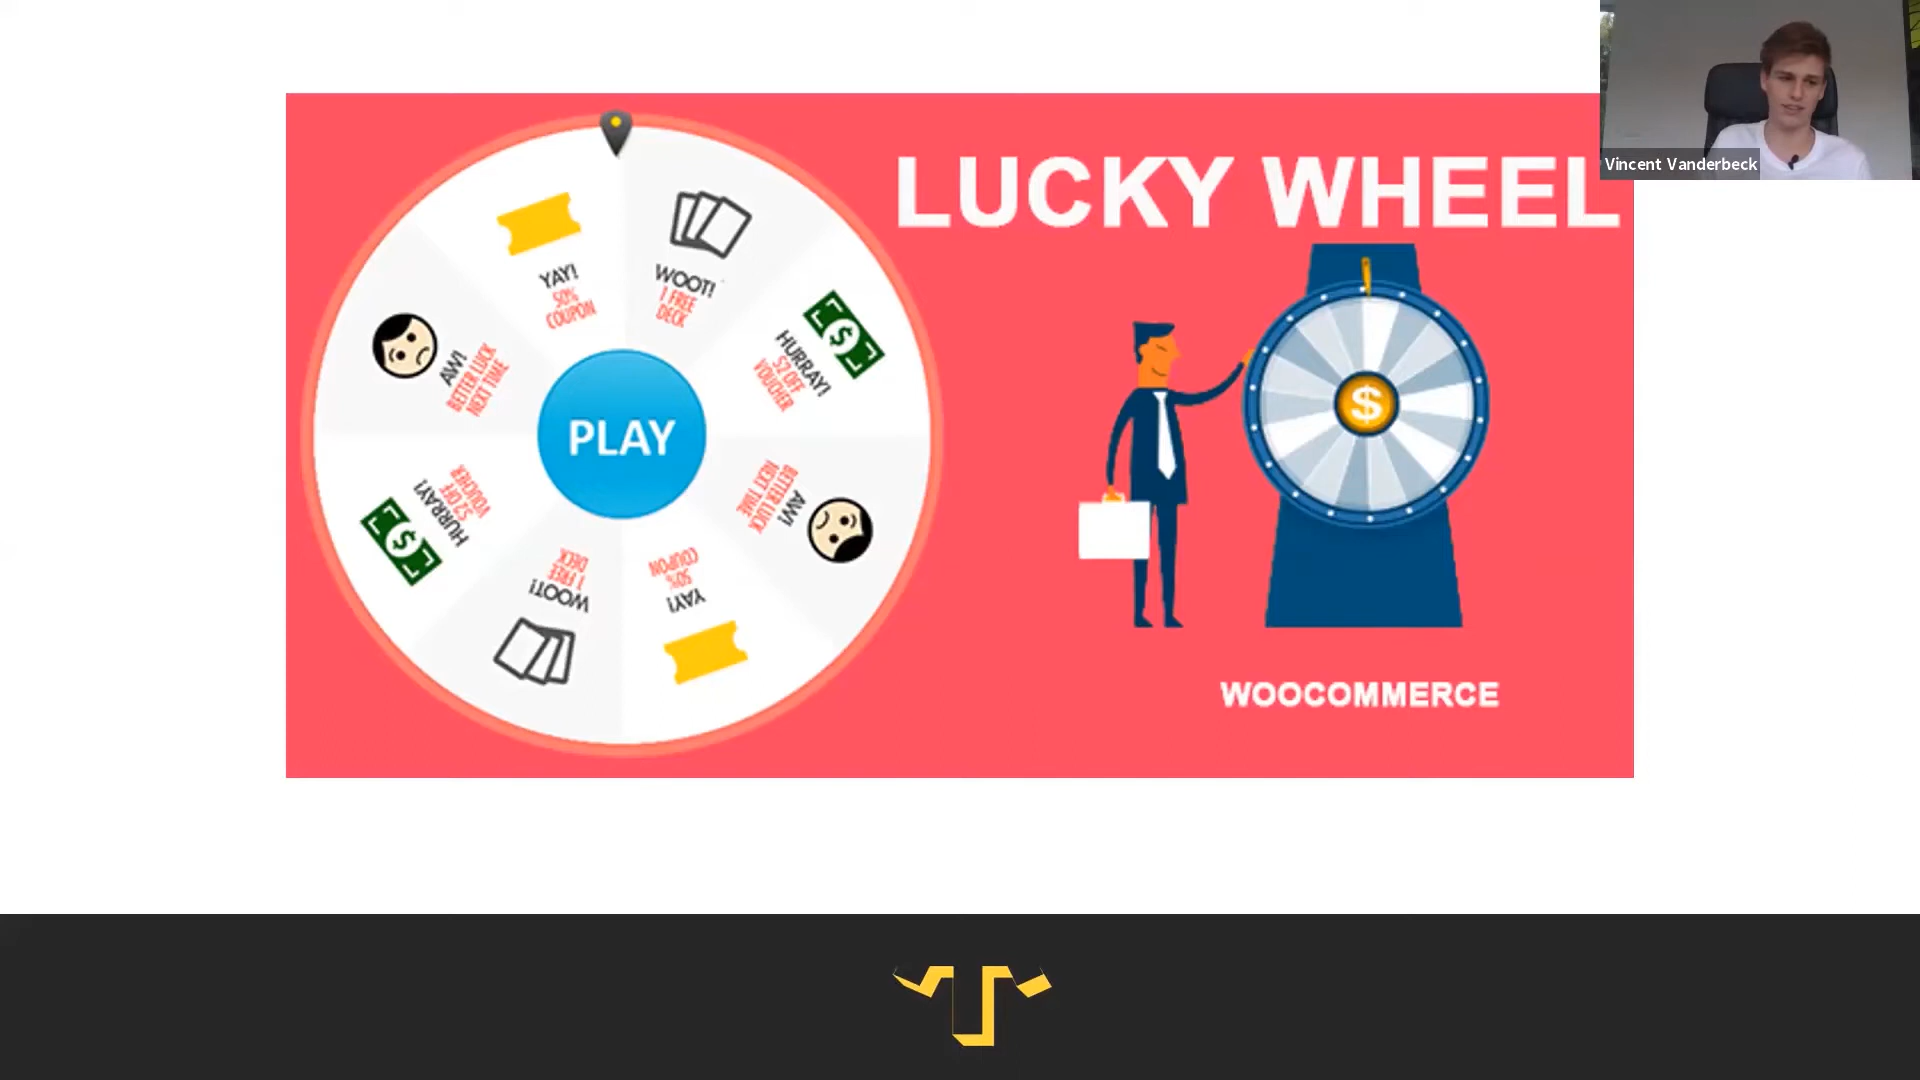 Vincent Vanderbeck
LUCKY WHEEL
YAY!
50%
COUPON
WOOT!
1 FREE
DECK
HURRAY!
$2 OFF
VOUCHER
AW!
BETTER LUCK
NEXT TIME
PLAY
AW!
BETTER LUCK
NEXT TIME
HURRAY!
$2 OFF
VOUCHER
WOOT!
1 FREE
DECK
YAY!
50%
COUPON
$
WOOCOMMERCE